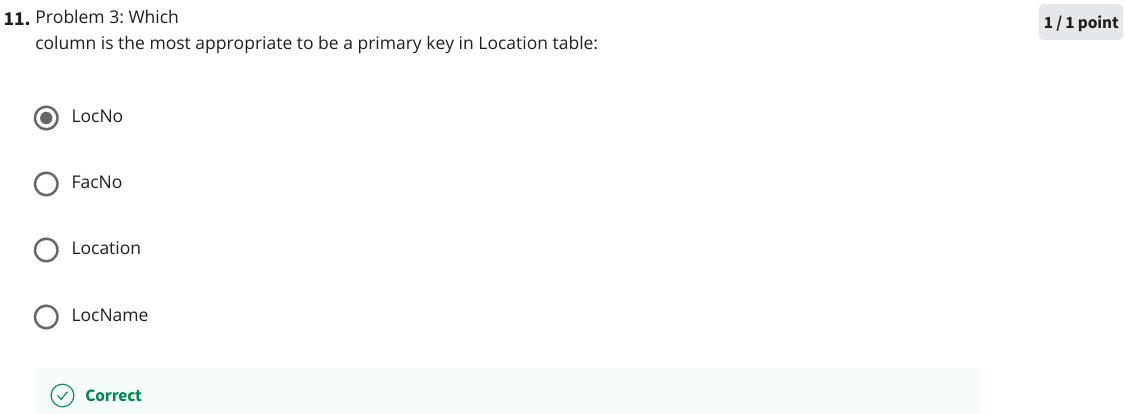 11. Problem 3: Which
1 / 1 point
column is the most appropriate to be a primary key in Location table:
LocNo
FacNo
Location
LocName
Correct